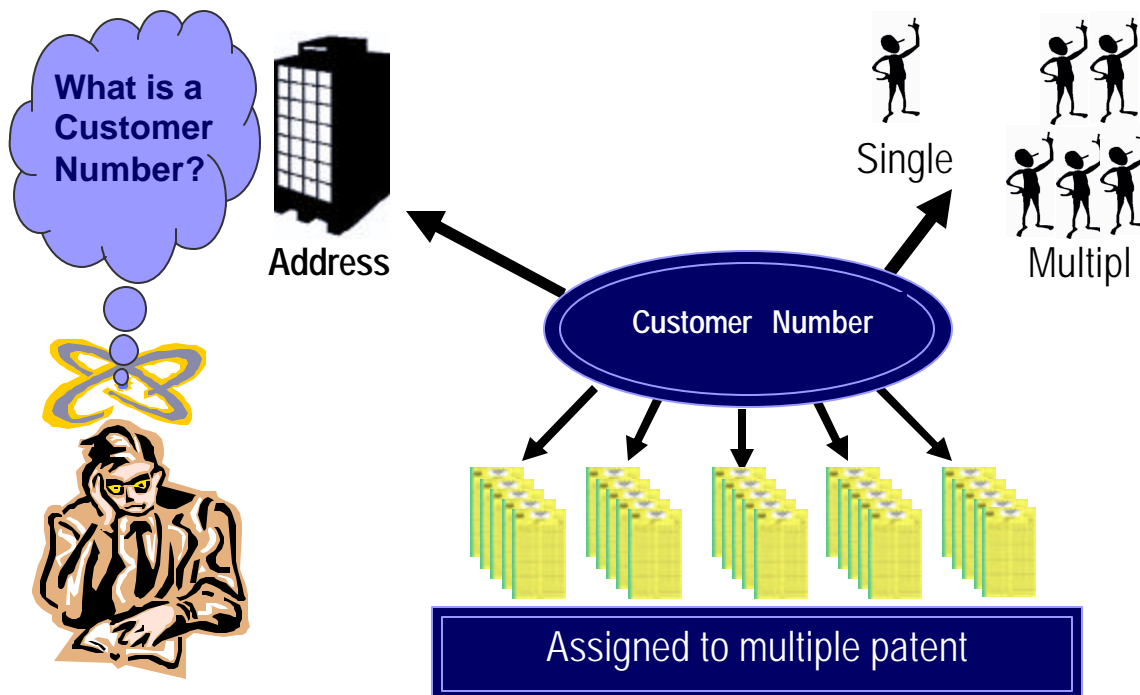 What is a
Customer
Number?
Address
Single
Multipl
Customer Number
Assigned to multiple patent